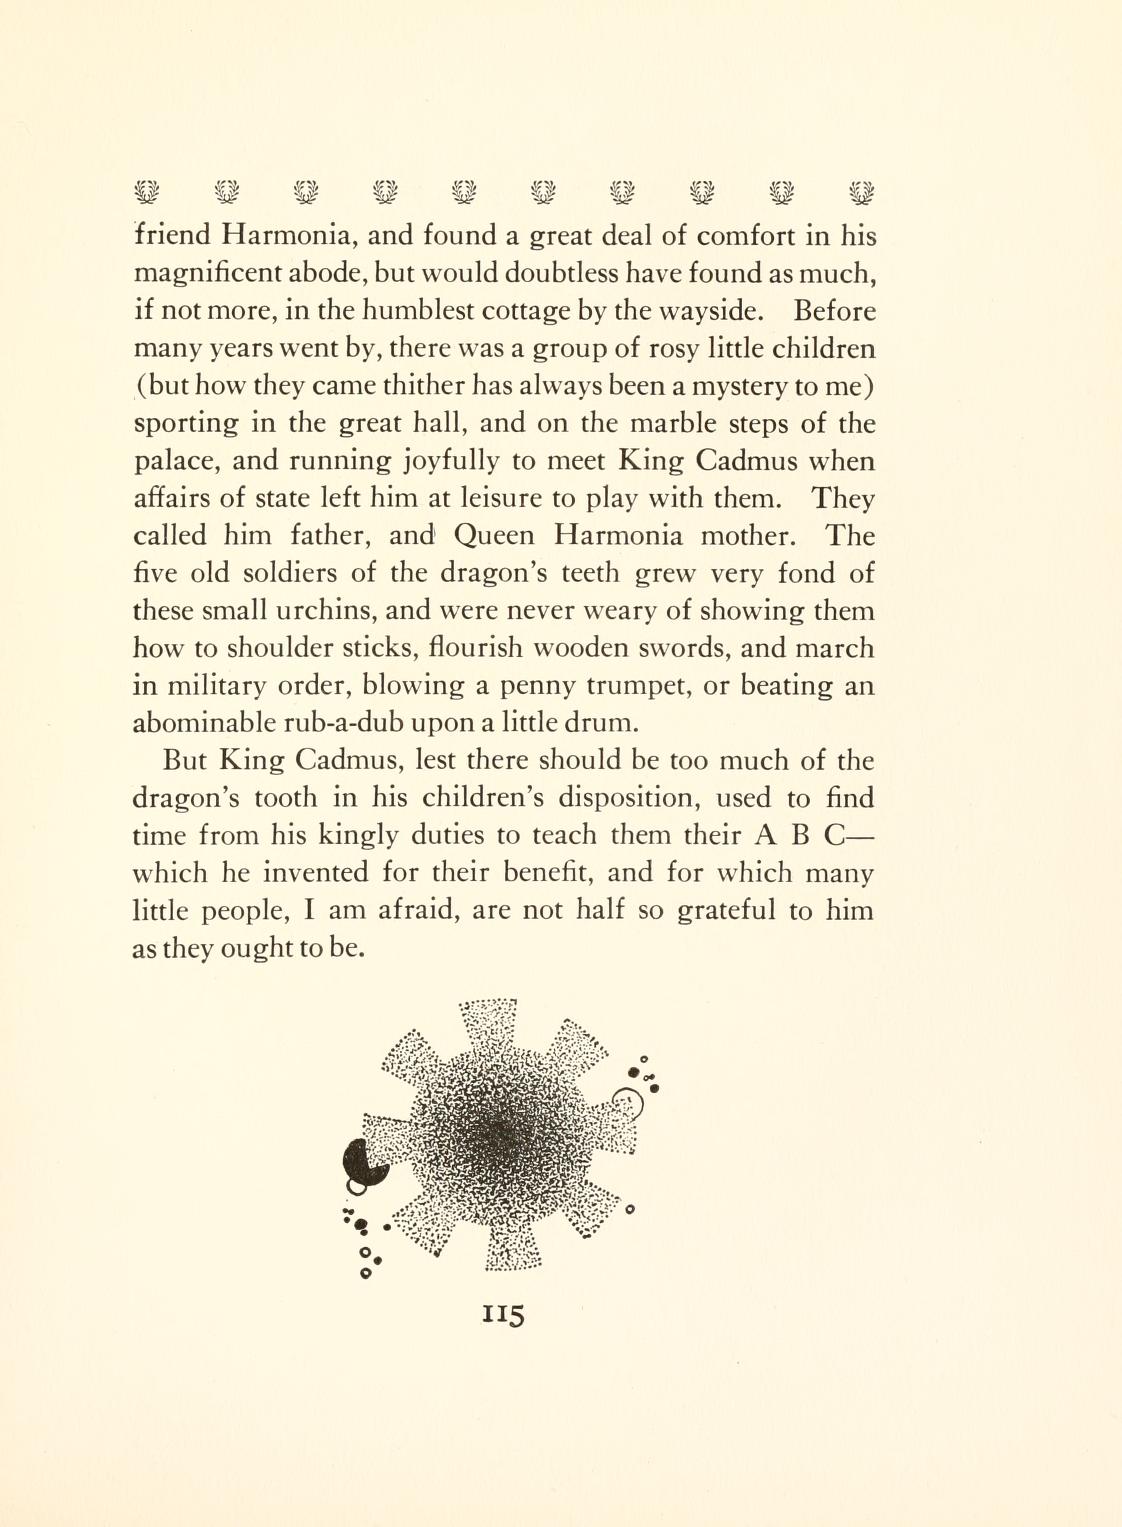 friend Harmonia, and found a great deal of comfort in his
magnificent abode, but would doubtless have found as much,
if not more, in the humblest cottage by the wayside. Before
many years went by, there was a group of rosy little children
(but how they came thither has always been a mystery to me)
sporting in the great hall, and on the marble steps of the
palace, and running joyfully to meet King Cadmus when
affairs of state left him at leisure to play with them. They
called him father, and Queen Harmonia mother. The
five old soldiers of the dragon's teeth grew very fond of
these small urchins, and were never weary of showing them
how to shoulder sticks, flourish wooden swords, and march
in military order, blowing a penny trumpet, or beating an
abominable rub-a-dub upon a little drum.
But King Cadmus, lest there should be too much of the
dragon's tooth in his children's disposition, used to find
time from his kingly duties to teach them their A B C—
which he invented for their benefit, and for which many
little people, I am afraid, are not half so grateful to him
as they ought to be.
115